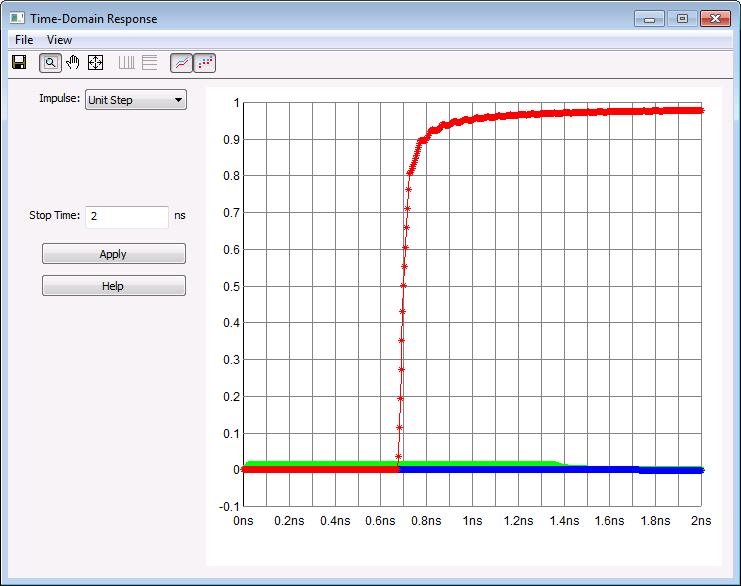 Time-Domain Response
File View
Impulse: Unit Step
Stop Time: 2 ns
Apply
Help
1
0.9
0.8
0.7
0.6
0.5
0.4
0.3
0.2
0.1
0
-0.1
0ns 0.2ns 0.4ns 0.6ns 0.8ns 1ns 1.2ns 1.4ns 1.6ns 1.8ns 2ns